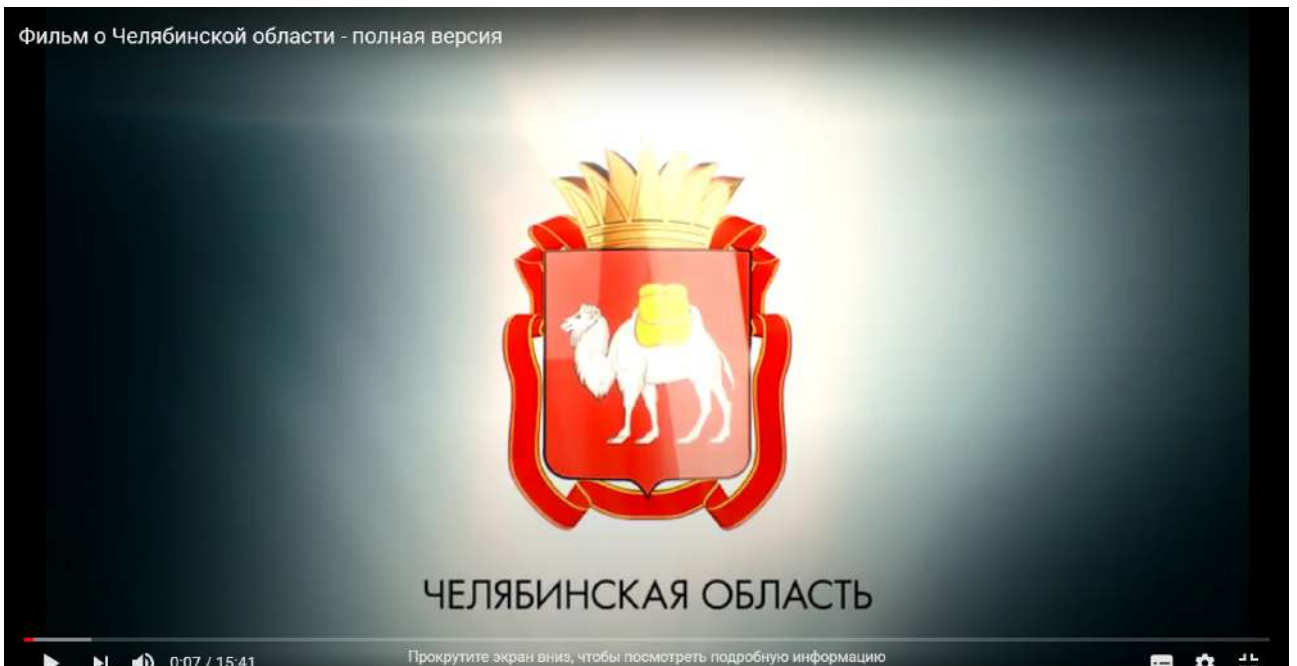 Фильм о Челябинской области - полная версия
ЧЕЛЯБИНСКАЯ ОБЛАСТЬ
0:07 / 15:41
Прокрутите экран вниз, чтобы посмотреть подробную информацию